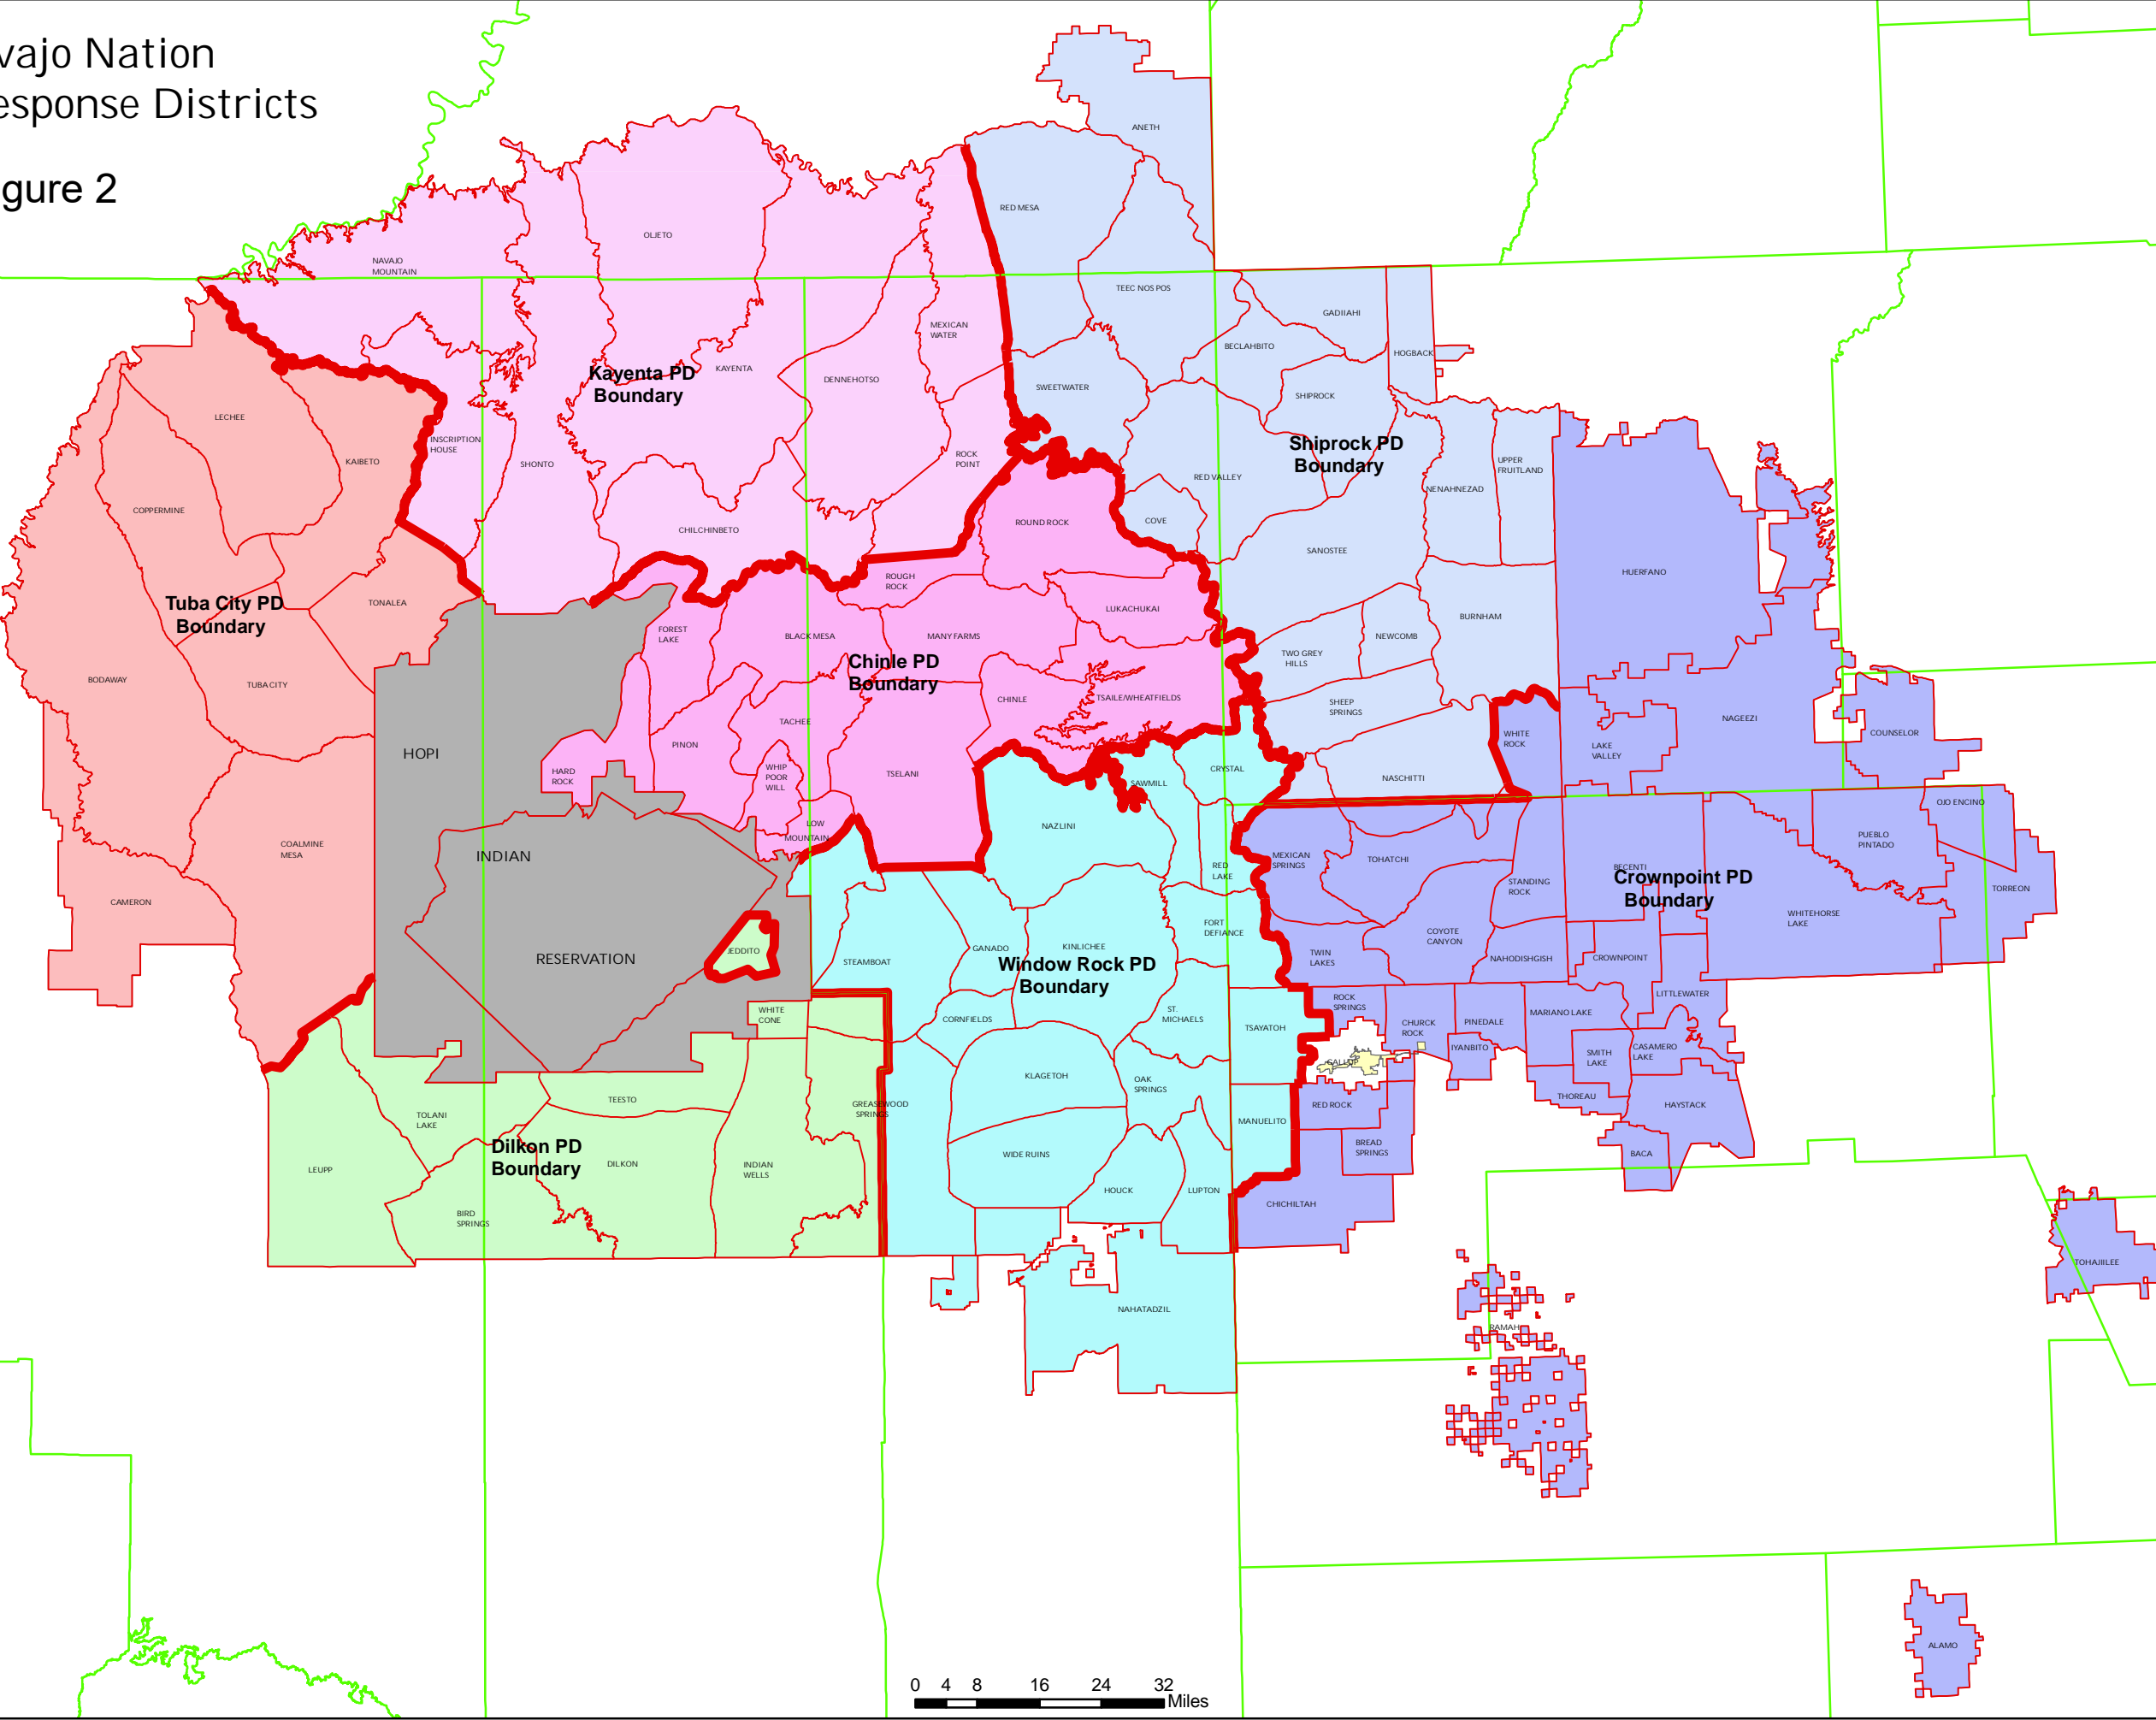 vajo Nation
esponse Districts
gure 2
ANETH
RED MESA
OLJETO
NAVAJO
MOUNTAIN
TEEC NOS POS
GADIIAHI
MEXICAN
WATER
BECLAHBITO
HOGBACK
Kayenta PD
Boundary
KAYENTA
DENNEHOTSO
SWEETWATER
SHIPROCK
LECHEE
INSCRIPTION
HOUSE
Shiprock PD
Boundary
KAIBETO
SHONTO
ROCK
POINT
UPPER
FRUITLAND
RED VALLEY
NENAHNEZAD
COPPERMINE
CHILCHINBETO
ROUND ROCK
COVE
SANOSTEE
HUERFANO
ROUGH
ROCK
Tuba City PD
Boundary
TONALEA
LUKACHUKAI
BURNHAM
FOREST
LAKE
BLACK MESA
MANY FARMS
NEWCOMB
TWO GREY
HILLS
Chinle PD
Boundary
BODAWAY
TUBA CITY
CHINLE
TSAILE/WHEATFIELDS
SHEEP
SPRINGS
TACHEE
NAGEEZI
WHITE
ROCK
COUNSELOR
HOPI
PINON
LAKE
VALLEY
HARD
ROCK
WHIP
POOR
WILL
TSELANI
CRYSTAL
SAWMILL
NASCHITTI
OJO ENCINO
LOW
MOUNTAIN
NAZLINI
PUEBLO
PINTADO
COALMINE
MESA
INDIAN
MEXICAN
SPRINGS
TOHATCHI
RED
LAKE
BECENTI
Crownpoint PD
Boundary
STANDING
ROCK
TORREON
CAMERON
WHITEHORSE
LAKE
FORT
DEFIANCE
COYOTE
CANYON
JEDDITO
GANADO
KINLICHEE
RESERVATION
STEAMBOAT
Window Rock PD
Boundary
TWIN
LAKES
NAHODISHGISH
CROWNPOINT
LITTLEWATER
ROCK
SPRINGS
WHITE
CONE
CORNFIELDS
ST.
MICHAELS
TSAYATOH
CHURCK
ROCK
PINEDALE
MARIANO LAKE
IYANBITO
SMITH
LAKE
CASAMERO
LAKE
GALLUP
KLAGETOH
OAK
SPRINGS
TEESTO
GREASEWOOD
SPRINGS
THOREAU
HAYSTACK
RED ROCK
TOLANI
LAKE
MANUELITO
Dilkon PD
Boundary
BREAD
SPRINGS
WIDE RUINS
BACA
LEUPP
DILKON
INDIAN
WELLS
HOUCK
LUPTON
CHICHILTAH
BIRD
SPRINGS
TOHAJIILEE
NAHATADZIL
RAMAH
ALAMO
0 4 8 16 24 32
Miles